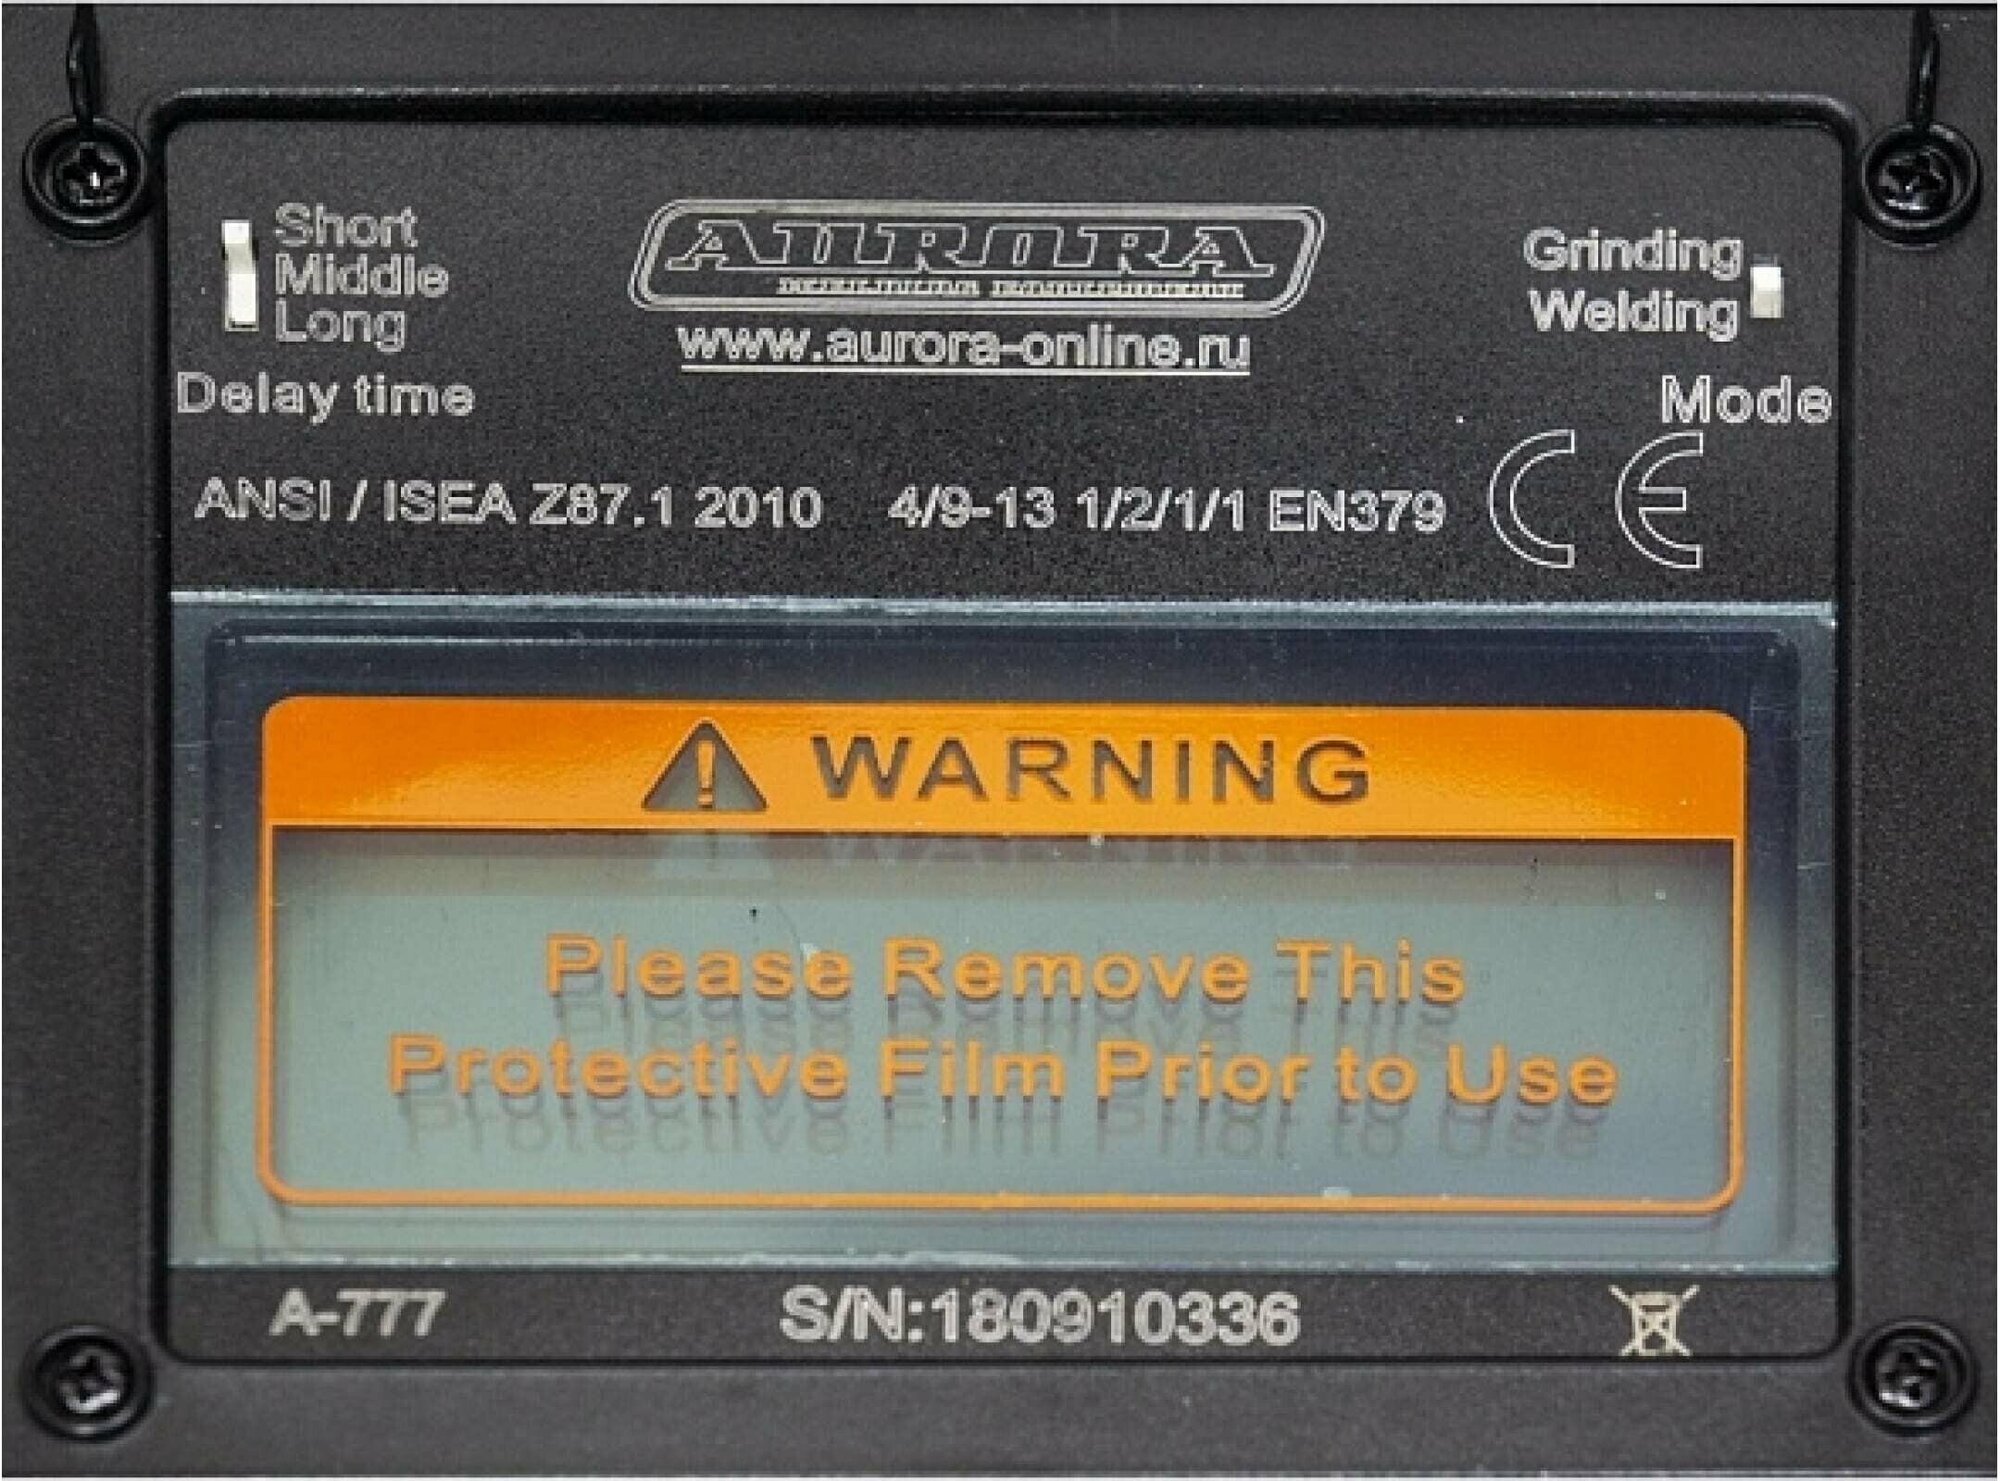 Short
Middle
Long
Delay time
AURORA
www.aurora-online.ru
Grinding
Welding
Mode
ANSI / ISEA Z87.1 2010 4/9-13 1/2/1/1 EN379 CE
WARNING
Please Remove This
Protective Film Prior to Use
A-777
S/N:180910336